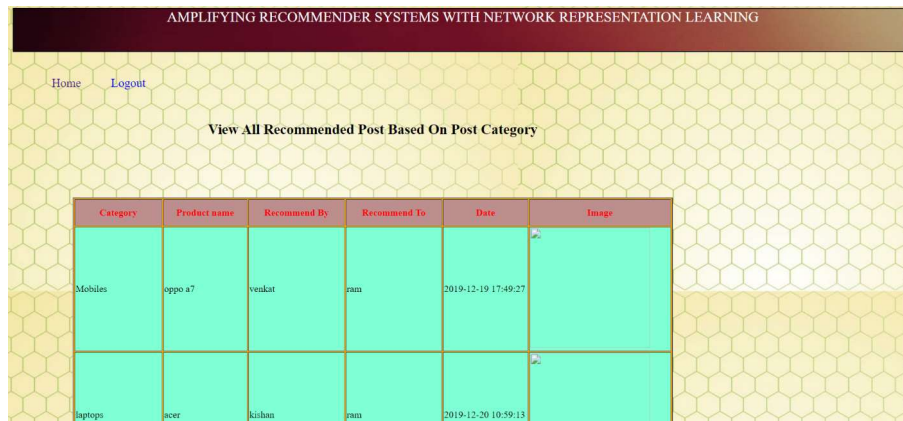 AMPLIFYING RECOMMENDER SYSTEMS WITH NETWORK REPRESENTATION LEARNING
Home Logout
View All Recommended Post Based On Post Category
Category Product name Recommend By Recommend To Date Image
Mobiles oppo a7 venkat ram 2019-12-19 17:49:27
laptops acer kishan ram 2019-12-20 10:59:13